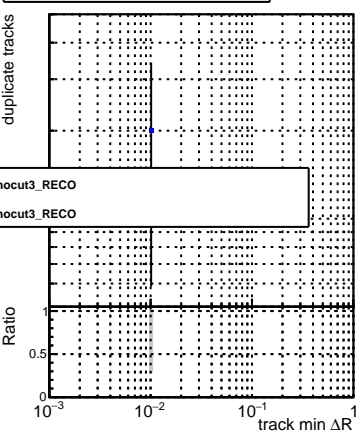 duplicate tracks
nocut3_RECO
nocut3_RECO
Ratio
1
0.5
0
10⁻³ 10⁻² 10⁻¹ 1
track min ΔR